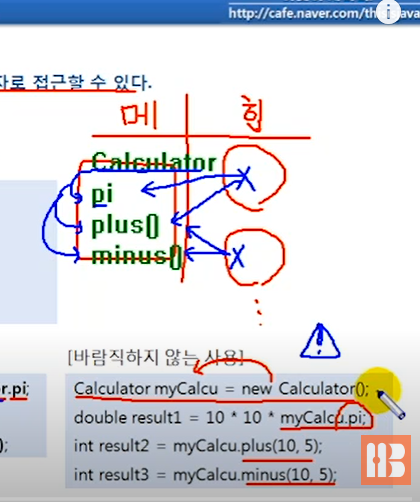 http://cafe.naver.com/th
ava
자로 접근할 수 있다.
메 힙
Calculator
pi
plus()
minus()
[바람직하지 않는 사용]
r.pi;
);
Calculator myCalcu = new Calculator();
double result1 = 10 * 10 * myCalcu.pi;
int result2 = myCalcu.plus(10, 5);
int result3 = myCalcu.minus(10, 5);